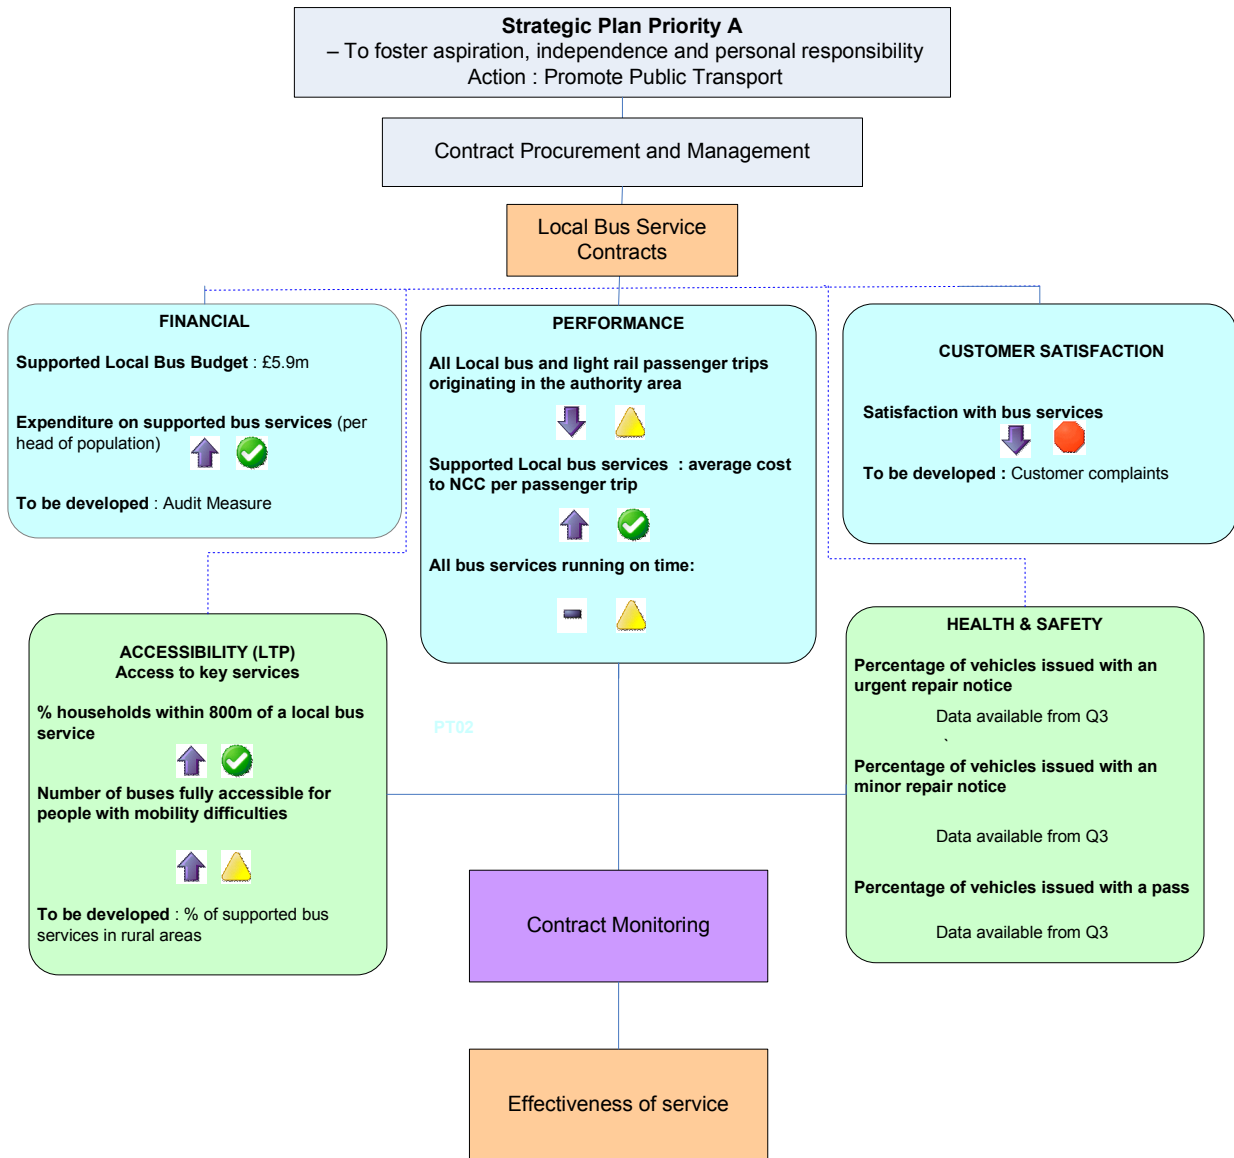 Strategic Plan Priority A
– To foster aspiration, independence and personal responsibility
Action : Promote Public Transport
Contract Procurement and Management
Local Bus Service
Contracts
FINANCIAL
Supported Local Bus Budget : £5.9m
Expenditure on supported bus services (per
head of population)
To be developed : Audit Measure
PERFORMANCE
All Local bus and light rail passenger trips
originating in the authority area
Supported Local bus services : average cost
to NCC per passenger trip
All bus services running on time:
CUSTOMER SATISFACTION
Satisfaction with bus services
To be developed : Customer complaints
ACCESSIBILITY (LTP)
Access to key services
% households within 800m of a local bus
service
Number of buses fully accessible for
people with mobility difficulties
To be developed : % of supported bus
services in rural areas
PT02
HEALTH & SAFETY
Percentage of vehicles issued with an
urgent repair notice
Data available from Q3
`
Percentage of vehicles issued with an
minor repair notice
Data available from Q3
Percentage of vehicles issued with a pass
Data available from Q3
Contract Monitoring
Effectiveness of service